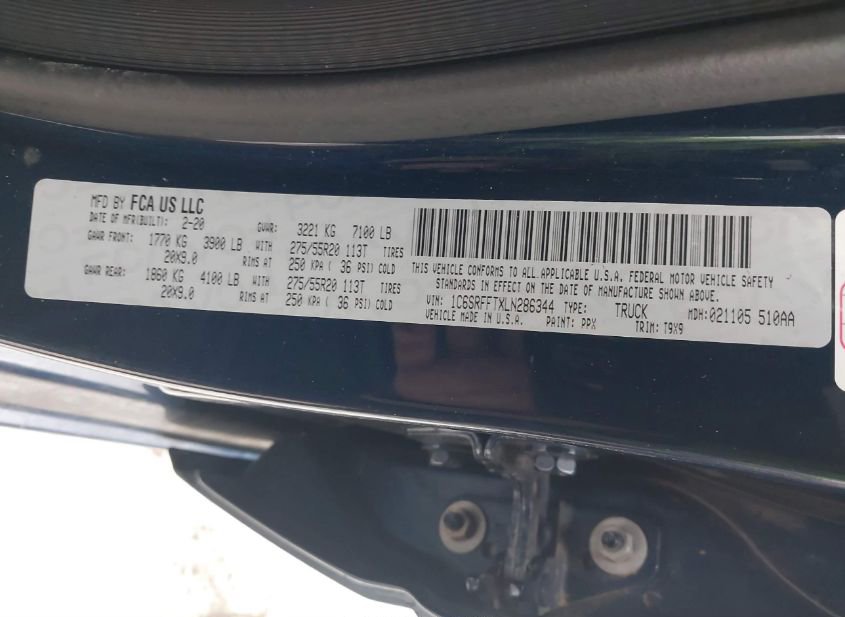 MFD BY FCA US LLC
DATE OF MFR(BUILT): 2-20 GVWR: 3221 KG 7100 LB
GAWR FRONT: 1770 KG 3900 LB WITH 275/55R20 113T TIRES
20X9.0 RIMS AT 250 KPA ( 36 PSI) COLD
GAWR REAR: 1860 KG 4100 LB WITH 275/55R20 113T TIRES
20X9.0 RIMS AT 250 KPA ( 36 PSI) COLD
THIS VEHICLE CONFORMS TO ALL APPLICABLE U.S.A. FEDERAL MOTOR VEHICLE SAFETY
STANDARDS IN EFFECT ON THE DATE OF MANUFACTURE SHOWN ABOVE.
VIN: 1C6SRFFTXLN286344 TYPE: TRUCK MDH:021105 510AA
VEHICLE MADE IN U.S.A. PAINT: PPX TRIM: T9X9